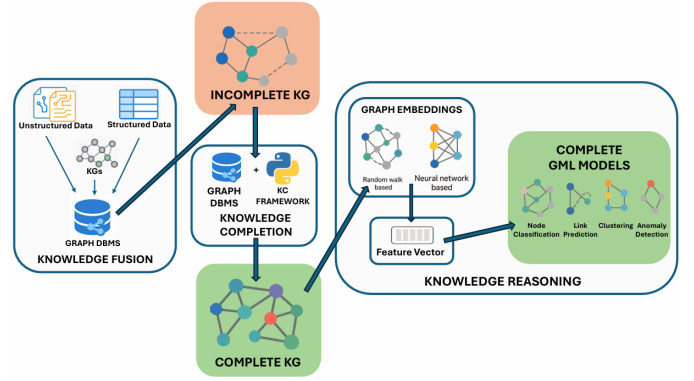 Unstructured Data
Structured Data
KGs
GRAPH DBMS
KNOWLEDGE FUSION
INCOMPLETE KG
GRAPH
DBMS
+
KC
FRAMEWORK
KNOWLEDGE
COMPLETION
COMPLETE KG
GRAPH EMBEDDINGS
Random walk
based
Neural network
based
Feature Vector
COMPLETE
GML MODELS
Node
Classification
Link
Prediction
Clustering
Anomaly
Detection
KNOWLEDGE REASONING